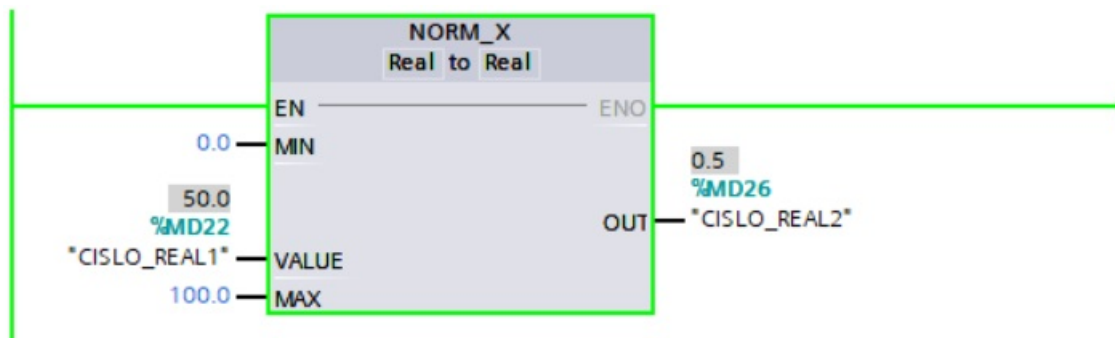 NORM_X
Real to Real
EN ENO
0.0 MIN
50.0
%MD22
"CISLO_REAL1" VALUE
100.0 MAX
0.5
%MD26
OUT "CISLO_REAL2"